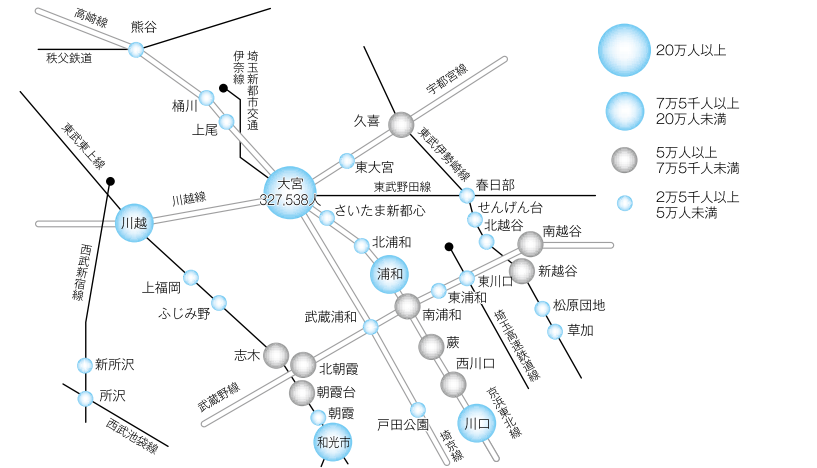 高崎線
熊谷
秩父鉄道
桶川
上尾
埼玉新都市交通
伊奈線
宇都宮線
久喜
東武伊勢崎線
東大宮
東武東上線
大宮
327,538人
東武野田線
春日部
川越線
川越
さいたま新都心
せんげん台
北越谷
北浦和
南越谷
西武新宿線
上福岡
浦和
東川口
新越谷
ふじみ野
東浦和
武蔵浦和
南浦和
松原団地
草加
埼玉高速鉄道線
志木
北朝霞
蕨
新所沢
西川口
武蔵野線
朝霞台
所沢
朝霞
戸田公園
川口
京浜東北線
西武池袋線
和光市
埼京線
20万人以上
7万5千人以上
20万人未満
5万人以上
7万5千人未満
2万5千人以上
5万人未満